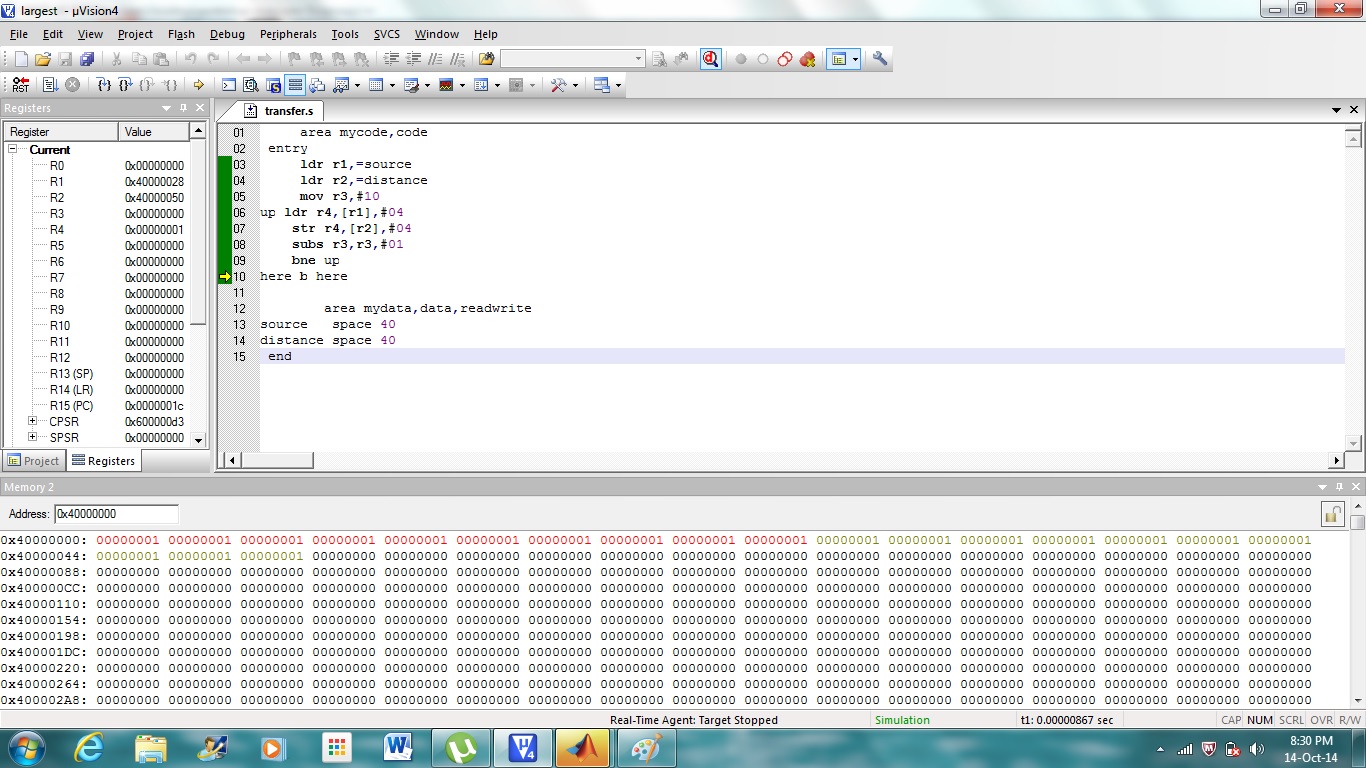 largest - µVision4
File Edit View Project Flash Debug Peripherals Tools SVCS Window Help
RST
Registers
Register Value
Current
R0 0x00000000
R1 0x40000028
R2 0x40000050
R3 0x00000000
R4 0x00000001
R5 0x00000000
R6 0x00000000
R7 0x00000000
R8 0x00000000
R9 0x00000000
R10 0x00000000
R11 0x00000000
R12 0x00000000
R13 (SP) 0x00000000
R14 (LR) 0x00000000
R15 (PC) 0x0000001c
CPSR 0x600000d3
SPSR 0x00000000
Project Registers
transfer.s
01 area mycode,code
02 entry
03 ldr r1,=source
04 ldr r2,=distance
05 mov r3,#10
06 up ldr r4,[r1],#04
07 str r4,[r2],#04
08 subs r3,r3,#01
09 bne up
10 here b here
11
12 area mydata,data,readwrite
13 source space 40
14 distance space 40
15 end
Memory 2
Address: 0x40000000
0x40000000: 00000001 00000001 00000001 00000001 00000001 00000001 00000001 00000001 00000001 00000001 00000001 00000001 00000001 00000001 00000001 00000001 00000001
0x40000044: 00000001 00000001 00000001 00000000 00000000 00000000 00000000 00000000 00000000 00000000 00000000 00000000 00000000 00000000 00000000 00000000 00000000
0x40000088: 00000000 00000000 00000000 00000000 00000000 00000000 00000000 00000000 00000000 00000000 00000000 00000000 00000000 00000000 00000000 00000000 00000000
0x400000CC: 00000000 00000000 00000000 00000000 00000000 00000000 00000000 00000000 00000000 00000000 00000000 00000000 00000000 00000000 00000000 00000000 00000000
0x40000110: 00000000 00000000 00000000 00000000 00000000 00000000 00000000 00000000 00000000 00000000 00000000 00000000 00000000 00000000 00000000 00000000 00000000
0x40000154: 00000000 00000000 00000000 00000000 00000000 00000000 00000000 00000000 00000000 00000000 00000000 00000000 00000000 00000000 00000000 00000000 00000000
0x40000198: 00000000 00000000 00000000 00000000 00000000 00000000 00000000 00000000 00000000 00000000 00000000 00000000 00000000 00000000 00000000 00000000 00000000
0x400001DC: 00000000 00000000 00000000 00000000 00000000 00000000 00000000 00000000 00000000 00000000 00000000 00000000 00000000 00000000 00000000 00000000 00000000
0x40000220: 00000000 00000000 00000000 00000000 00000000 00000000 00000000 00000000 00000000 00000000 00000000 00000000 00000000 00000000 00000000 00000000 00000000
0x40000264: 00000000 00000000 00000000 00000000 00000000 00000000 00000000 00000000 00000000 00000000 00000000 00000000 00000000 00000000 00000000 00000000 00000000
0x400002A8: 00000000 00000000 00000000 00000000 00000000 00000000 00000000 00000000 00000000 00000000 00000000 00000000 00000000 00000000 00000000 00000000 00000000
Real-Time Agent: Target Stopped Simulation t1: 0.00000867 sec CAP NUM SCRL OVR R/W
8:30 PM
14-Oct-14